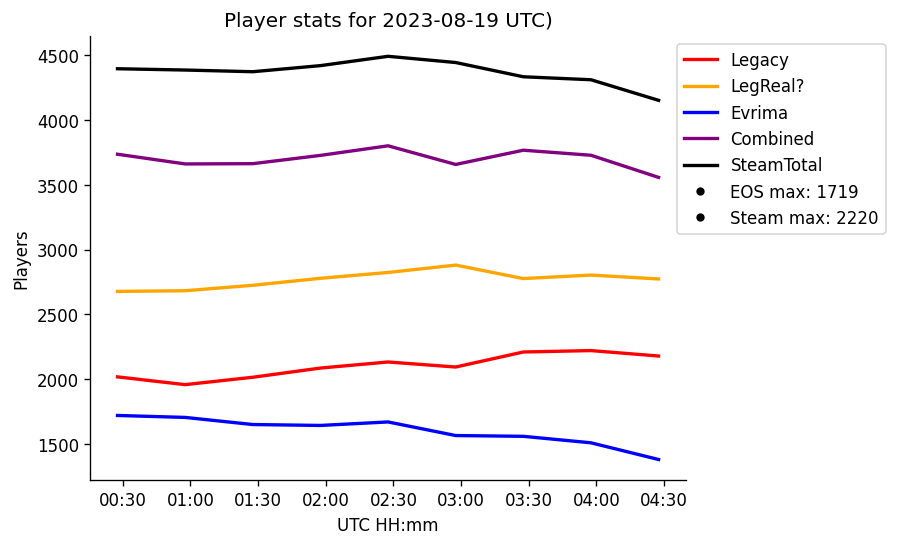 Player stats for 2023-08-19 UTC)
4500
4000
3500
3000
2500
2000
1500
Players
00:30 01:00 01:30 02:00 02:30 03:00 03:30 04:00 04:30
UTC HH:mm
Legacy
LegReal?
Evrima
Combined
SteamTotal
EOS max: 1719
Steam max: 2220